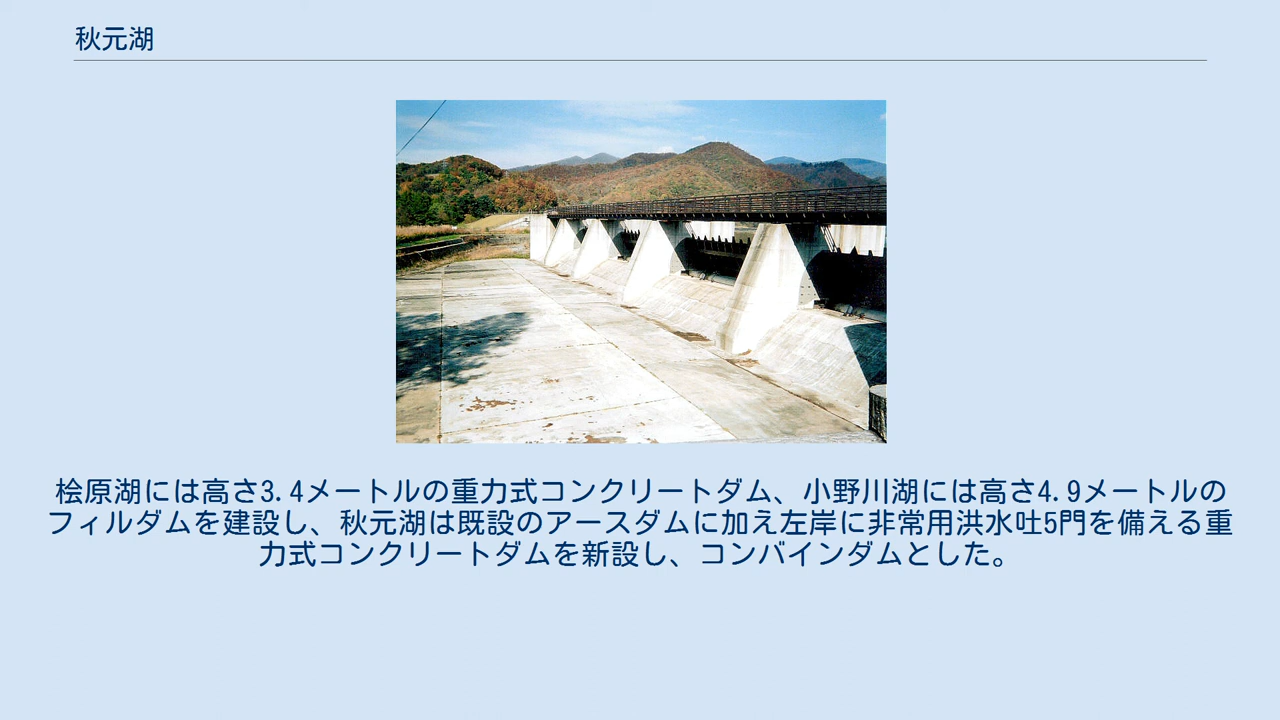 秋元湖
桧原湖には高さ3.4メートルの重力式コンクリートダム、小野川湖には高さ4.9メートルの
フィルダムを建設し、秋元湖は既設のアースダムに加え左岸に非常用洪水吐5門を備える重
力式コンクリートダムを新設し、コンバインダムとした。